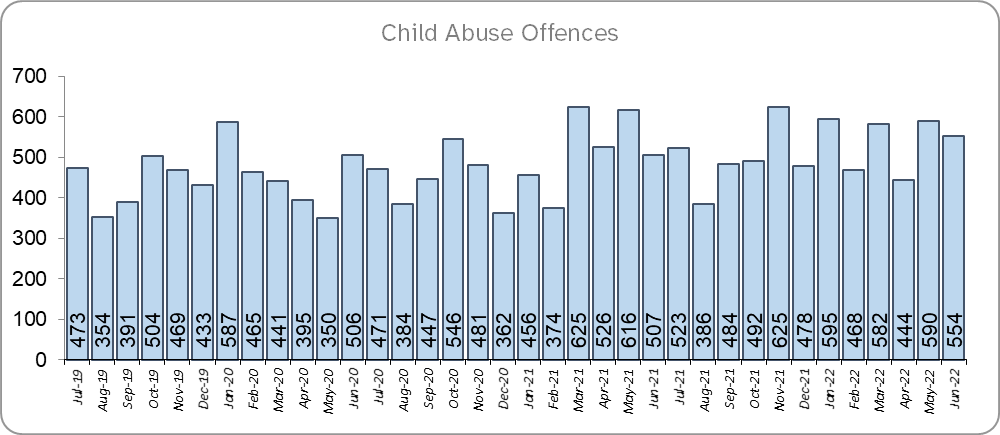 Child Abuse Offences
700
600
500
400
300
200
100
0
473 354 391 504 469 433 587 465 441 395 350 506 471 384 447 546 481 362 456 374 625 526 616 507 523 386 484 492 625 478 595 468 582 444 590 554
Jul-19 Aug-19 Sep-19 Oct-19 Nov-19 Dec-19 Jan-20 Feb-20 Mar-20 Apr-20 May-20 Jun-20 Jul-20 Aug-20 Sep-20 Oct-20 Nov-20 Dec-20 Jan-21 Feb-21 Mar-21 Apr-21 May-21 Jun-21 Jul-21 Aug-21 Sep-21 Oct-21 Nov-21 Dec-21 Jan-22 Feb-22 Mar-22 Apr-22 May-22 Jun-22